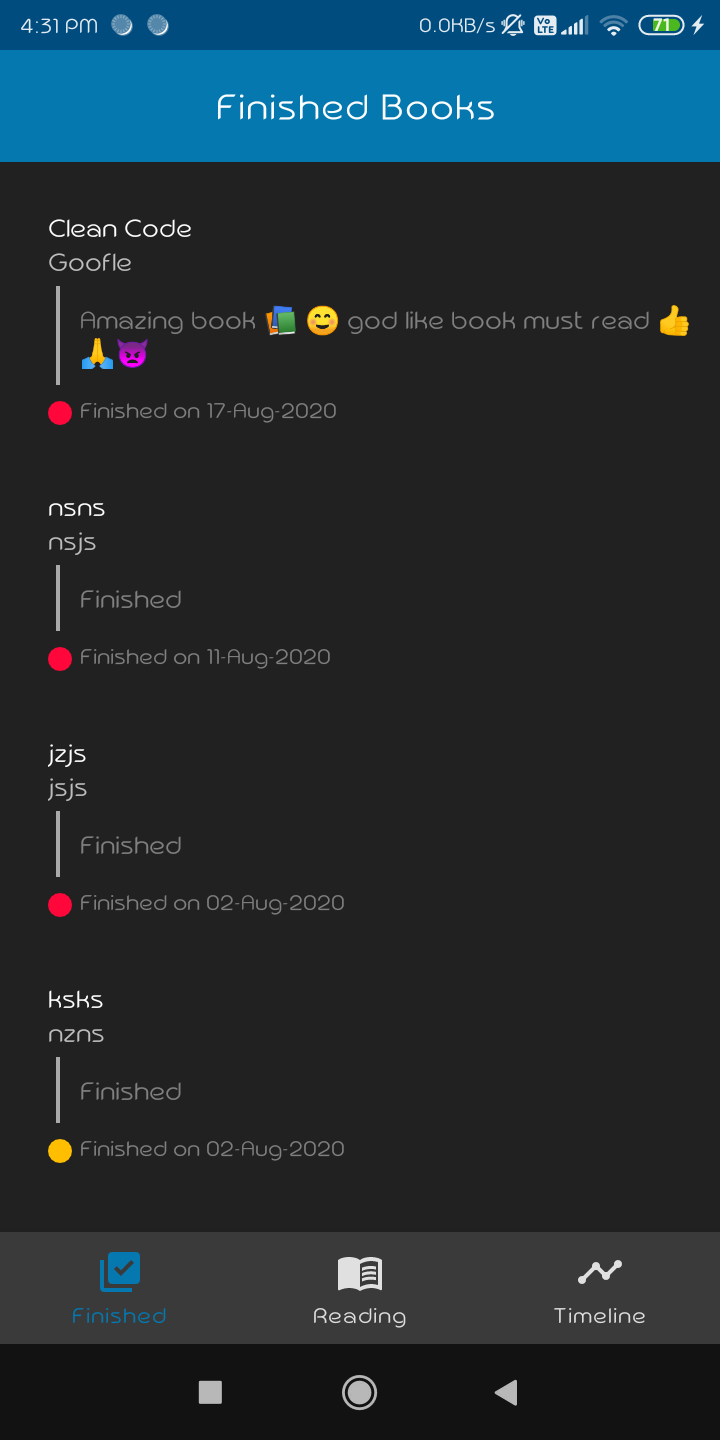 4:31 PM 0.0KB/s Vo LTE 71
Finished Books
Clean Code
Goofle
Amazing book 📚 😊 god like book must read 👍
🙏👿
Finished on 17-Aug-2020
nsns
nsjs
Finished
Finished on 11-Aug-2020
jzjs
jsjs
Finished
Finished on 02-Aug-2020
ksks
nzns
Finished
Finished on 02-Aug-2020
Finished Reading Timeline